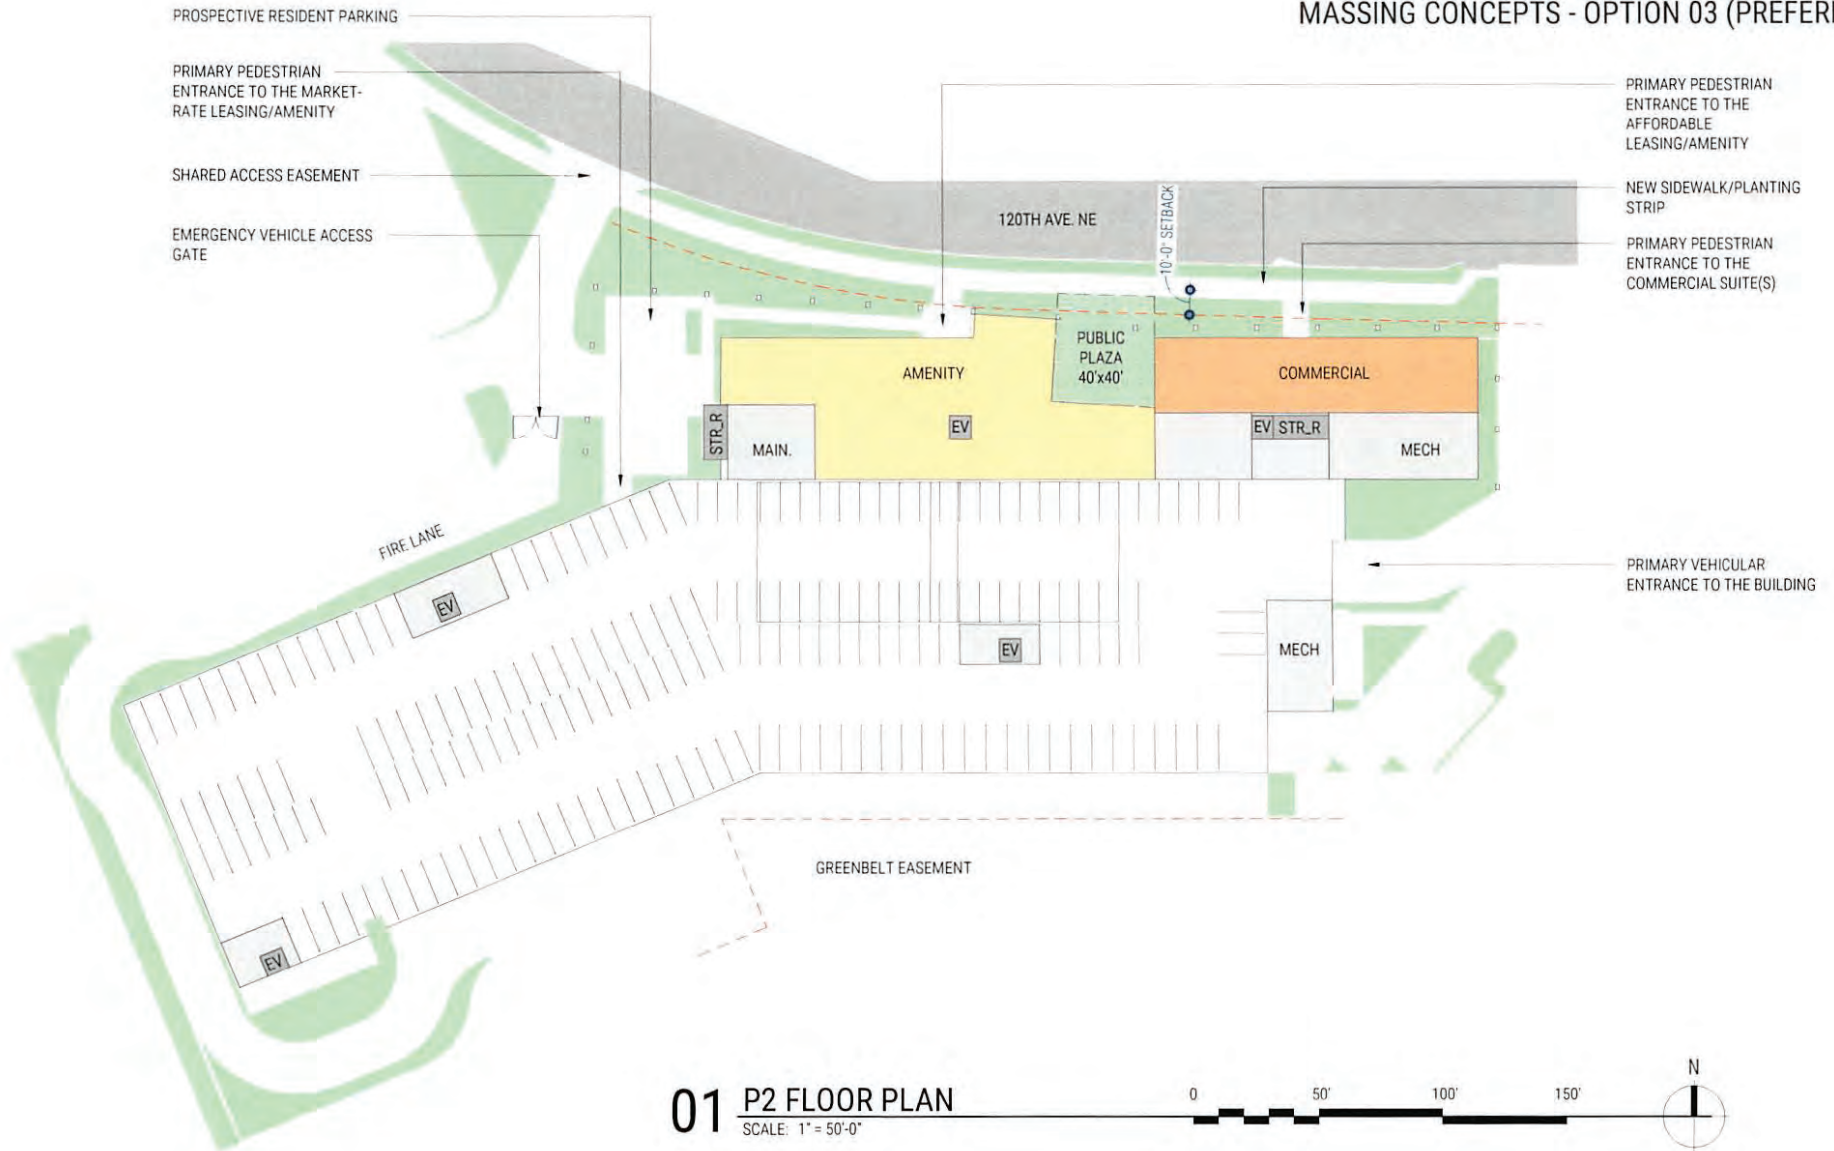 MASSING CONCEPTS - OPTION 03
PROSPECTIVE RESIDENT PARKING
PRIMARY PEDESTRIAN
ENTRANCE TO THE MARKET-
RATE LEASING/AMENITY
SHARED ACCESS EASEMENT
EMERGENCY VEHICLE ACCESS
GATE
PRIMARY PEDESTRIAN
ENTRANCE TO THE
AFFORDABLE
LEASING/AMENITY
NEW SIDEWALK/PLANTING
STRIP
PRIMARY PEDESTRIAN
ENTRANCE TO THE
COMMERCIAL SUITE(S)
120TH AVE. NE
10'-0" SETBACK
PUBLIC
PLAZA
40'x40'
AMENITY
COMMERCIAL
STR_R
MAIN.
EV
EV
STR_R
MECH
FIRE LANE
EV
EV
MECH
PRIMARY VEHICULAR
ENTRANCE TO THE BUILDING
GREENBELT EASEMENT
EV
01 P2 FLOOR PLAN
SCALE: 1" = 50'-0"
0 50' 100' 150'
N